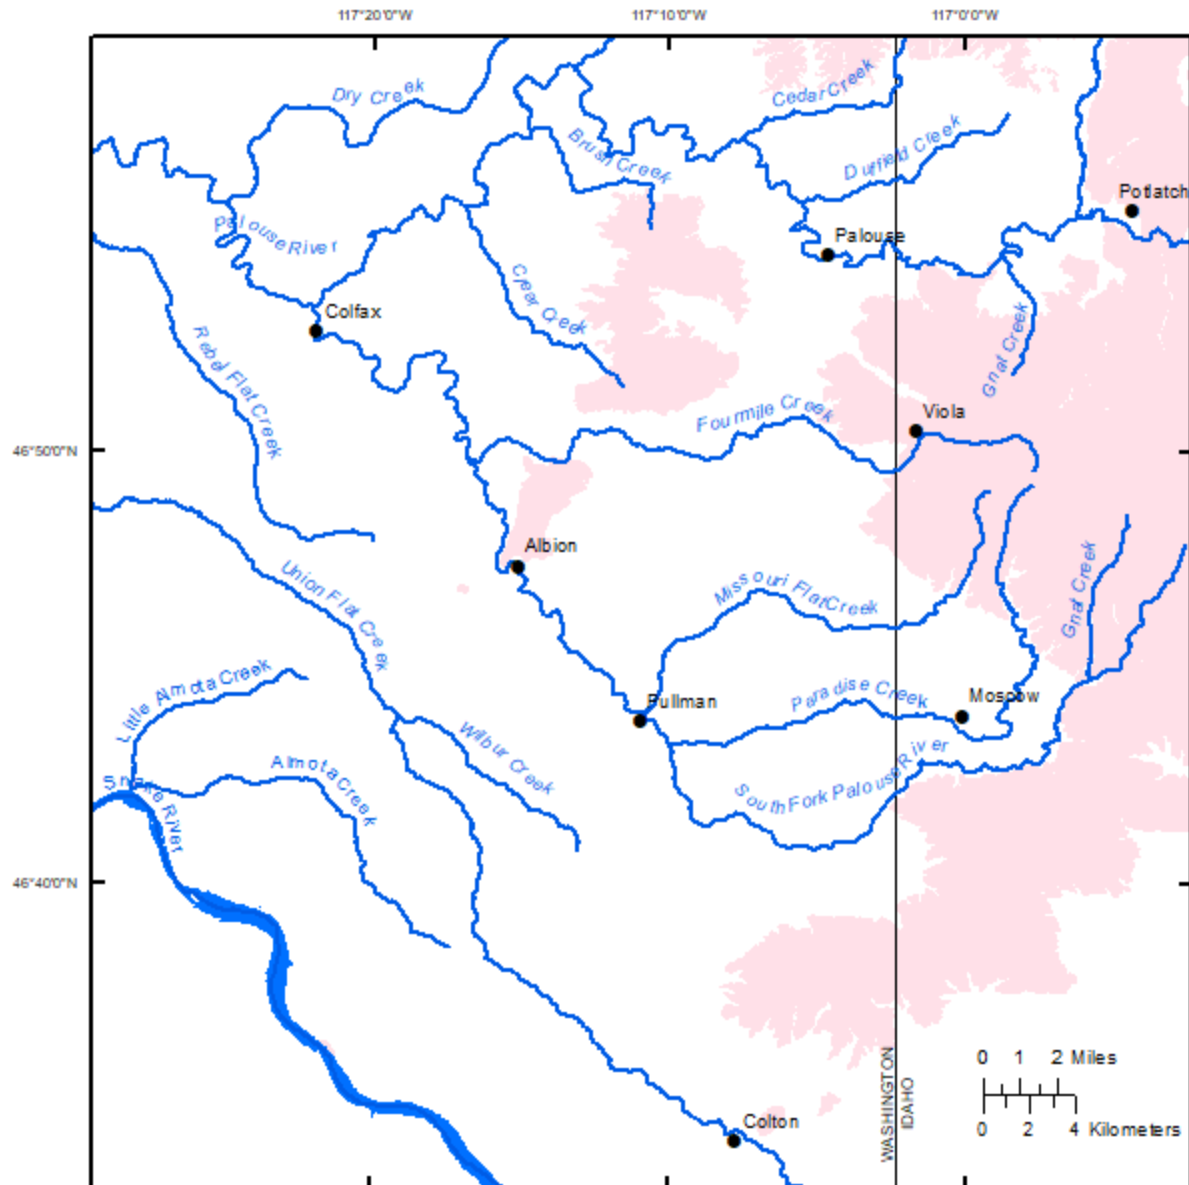 117°20'0"W
117°10'0"W
117°0'0"W
Dry Creek
Cedar Creek
Brush Creek
Duffield Creek
Potlatch
Palouse River
Palouse
Clear Creek
Colfax
Gnat Creek
Rebel Flat Creek
Fourmile Creek
Viola
46°50'0"N
Albion
Union Flat Creek
Missouri Flat Creek
Gnat Creek
Little Almota Creek
Pullman
Paradise Creek
Moscow
Wilbur Creek
Almota Creek
South Fork Palouse River
Snake River
46°40'0"N
WASHINGTON
IDAHO
0 1 2 Miles
0 2 4 Kilometers
Colton